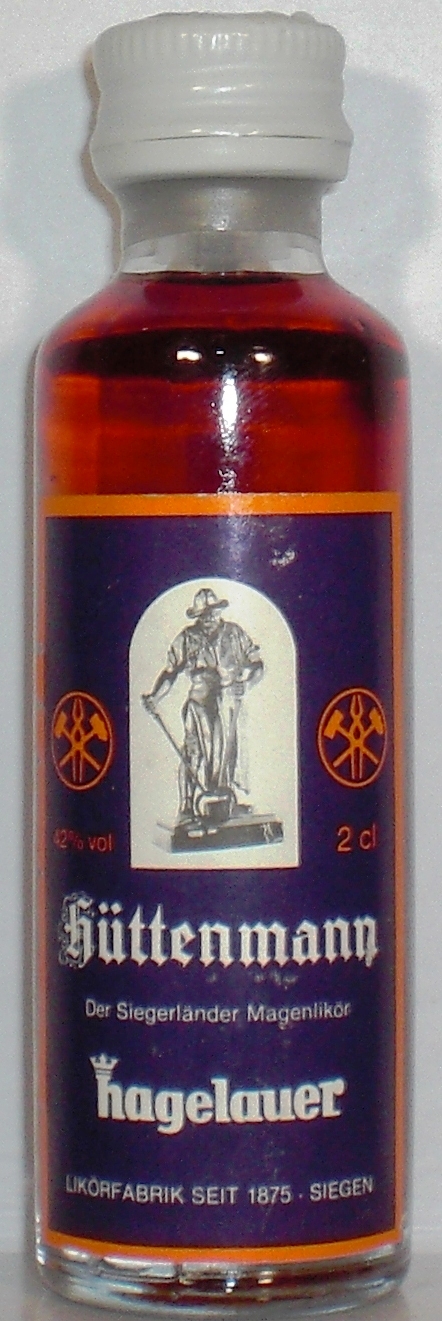 42% vol
2 cl
Hüttenmann
Der Siegerländer Magenlikör
hagelauer
LIKÖRFABRIK SEIT 1875 · SIEGEN